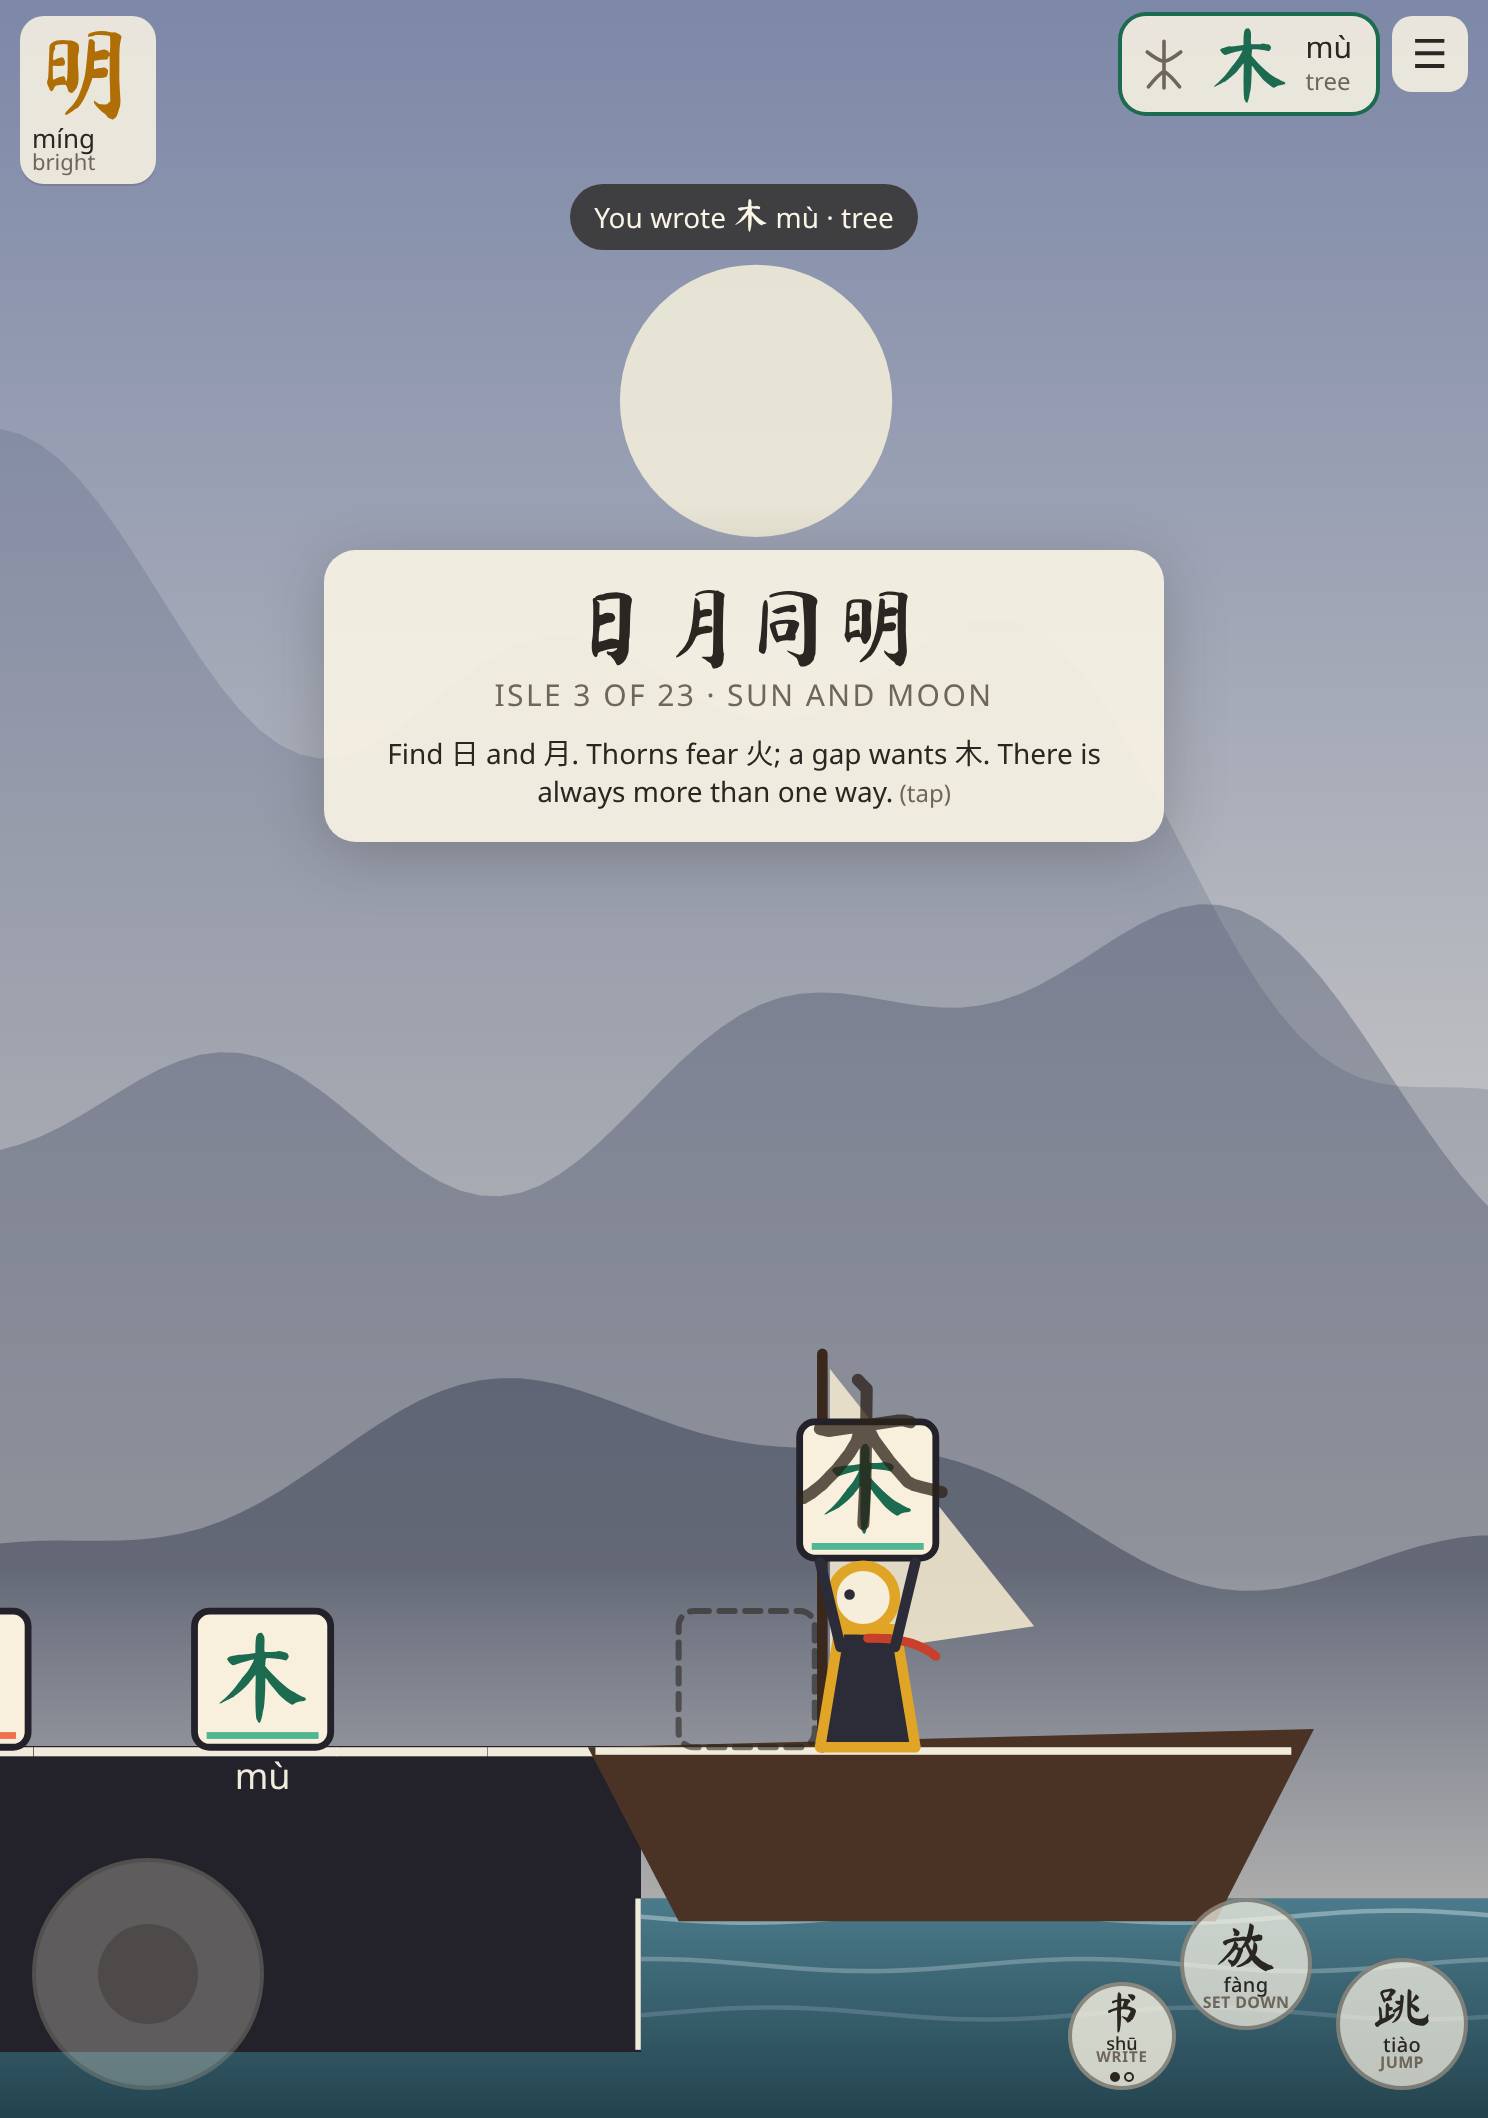 明
míng
bright
木
mù
tree
You wrote 木 mù · tree
日月同明
ISLE 3 OF 23 · SUN AND MOON
Find 日 and 月. Thorns fear 火; a gap wants 木. There is
always more than one way. (tap)
木
木
mù
放
fàng
SET DOWN
书
shū
WRITE
跳
tiào
JUMP